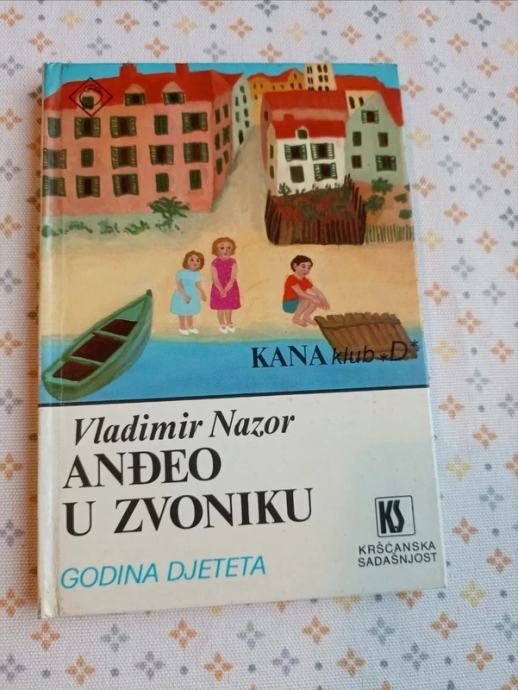 KANA klub *D*
Vladimir Nazor
ANĐEO
U ZVONIKU
KS
KRŠĆANSKA
SADAŠNJOST
GODINA DJETETA